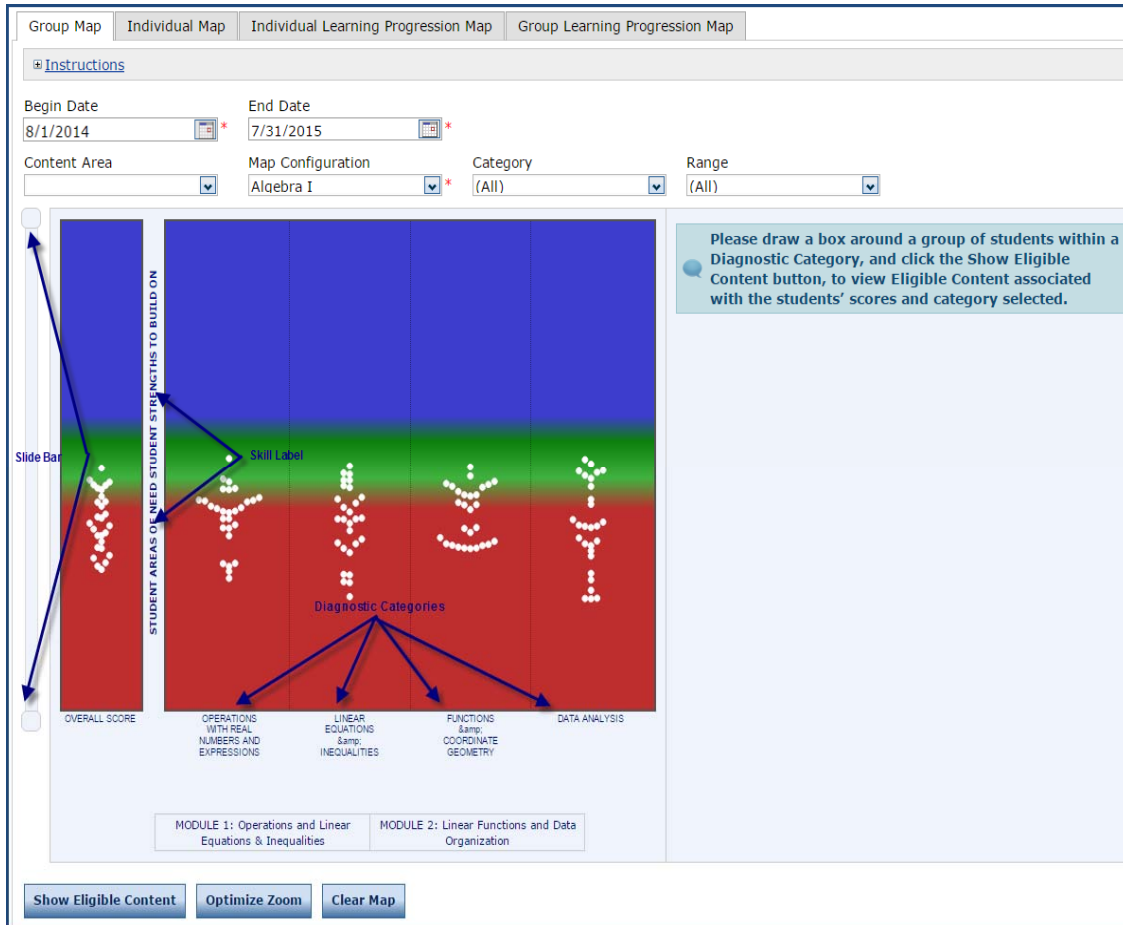 Group Map
Individual Map
Individual Learning Progression Map
Group Learning Progression Map
Instructions
Begin Date
End Date
8/1/2014
*
7/31/2015
*
Content Area
Map Configuration
Category
Range
Algebra I
*
(All)
(All)
Please draw a box around a group of students within a
Diagnostic Category, and click the Show Eligible
Content button, to view Eligible Content associated
with the students' scores and category selected.
STUDENT AREAS OF NEED STUDENT STRENGTHS TO BUILD ON
Slide Bar
Skill Label
Diagnostic Categories
OVERALL SCORE
OPERATIONS
WITH REAL
NUMBERS AND
EXPRESSIONS
LINEAR
EQUATIONS
&amp;
INEQUALITIES
FUNCTIONS
&amp;
COORDINATE
GEOMETRY
DATA ANALYSIS
MODULE 1: Operations and Linear
Equations & Inequalities
MODULE 2: Linear Functions and Data
Organization
Show Eligible Content
Optimize Zoom
Clear Map